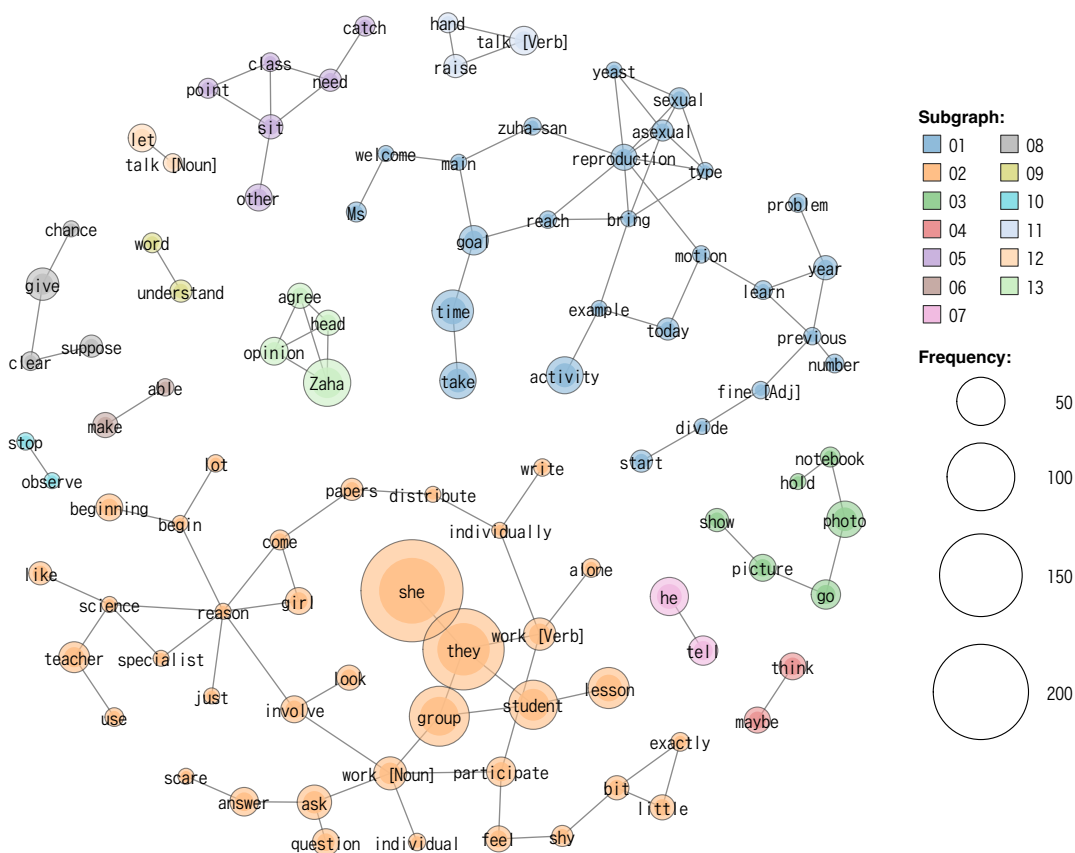 catch
hand
talk [Verb]
raise
class
need
point
sit
other
let
talk [Noun]
yeast
sexual
asexual
zuha-san
reproduction
type
welcome
main
Ms
reach
bring
goal
problem
motion
year
learn
time
example
today
previous
number
take
activity
fine [Adj]
divide
start
chance
give
clear
suppose
word
understand
agree
head
opinion
Zaha
able
make
stop
observe
lot
beginning
begin
papers
distribute
write
individually
come
like
science
reason
girl
she
alone
they
work [Verb]
teacher
specialist
just
use
look
involve
group
student
lesson
scare
answer
ask
work [Noun]
participate
question
individual
feel
shy
bit
exactly
little
notebook
hold
show
photo
picture
go
he
tell
think
maybe
Subgraph:
01 08
02 09
03 10
04 11
05 12
06 13
07
Frequency:
50
100
150
200